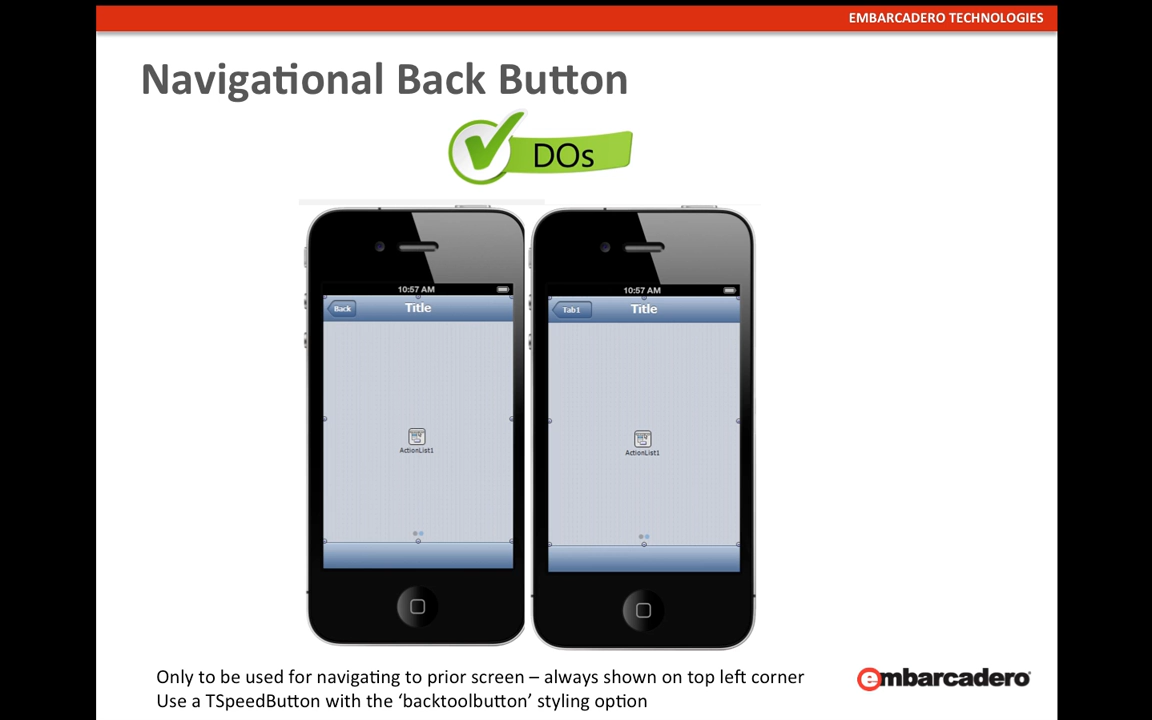 EMBARCADERO TECHNOLOGIES
Navigational Back Button
DOs
10:57 AM
Back
Title
ActionList1
10:57 AM
Tab1
Title
ActionList1
Only to be used for navigating to prior screen – always shown on top left corner
Use a TSpeedButton with the ‘backtoolbutton’ styling option
embarcadero